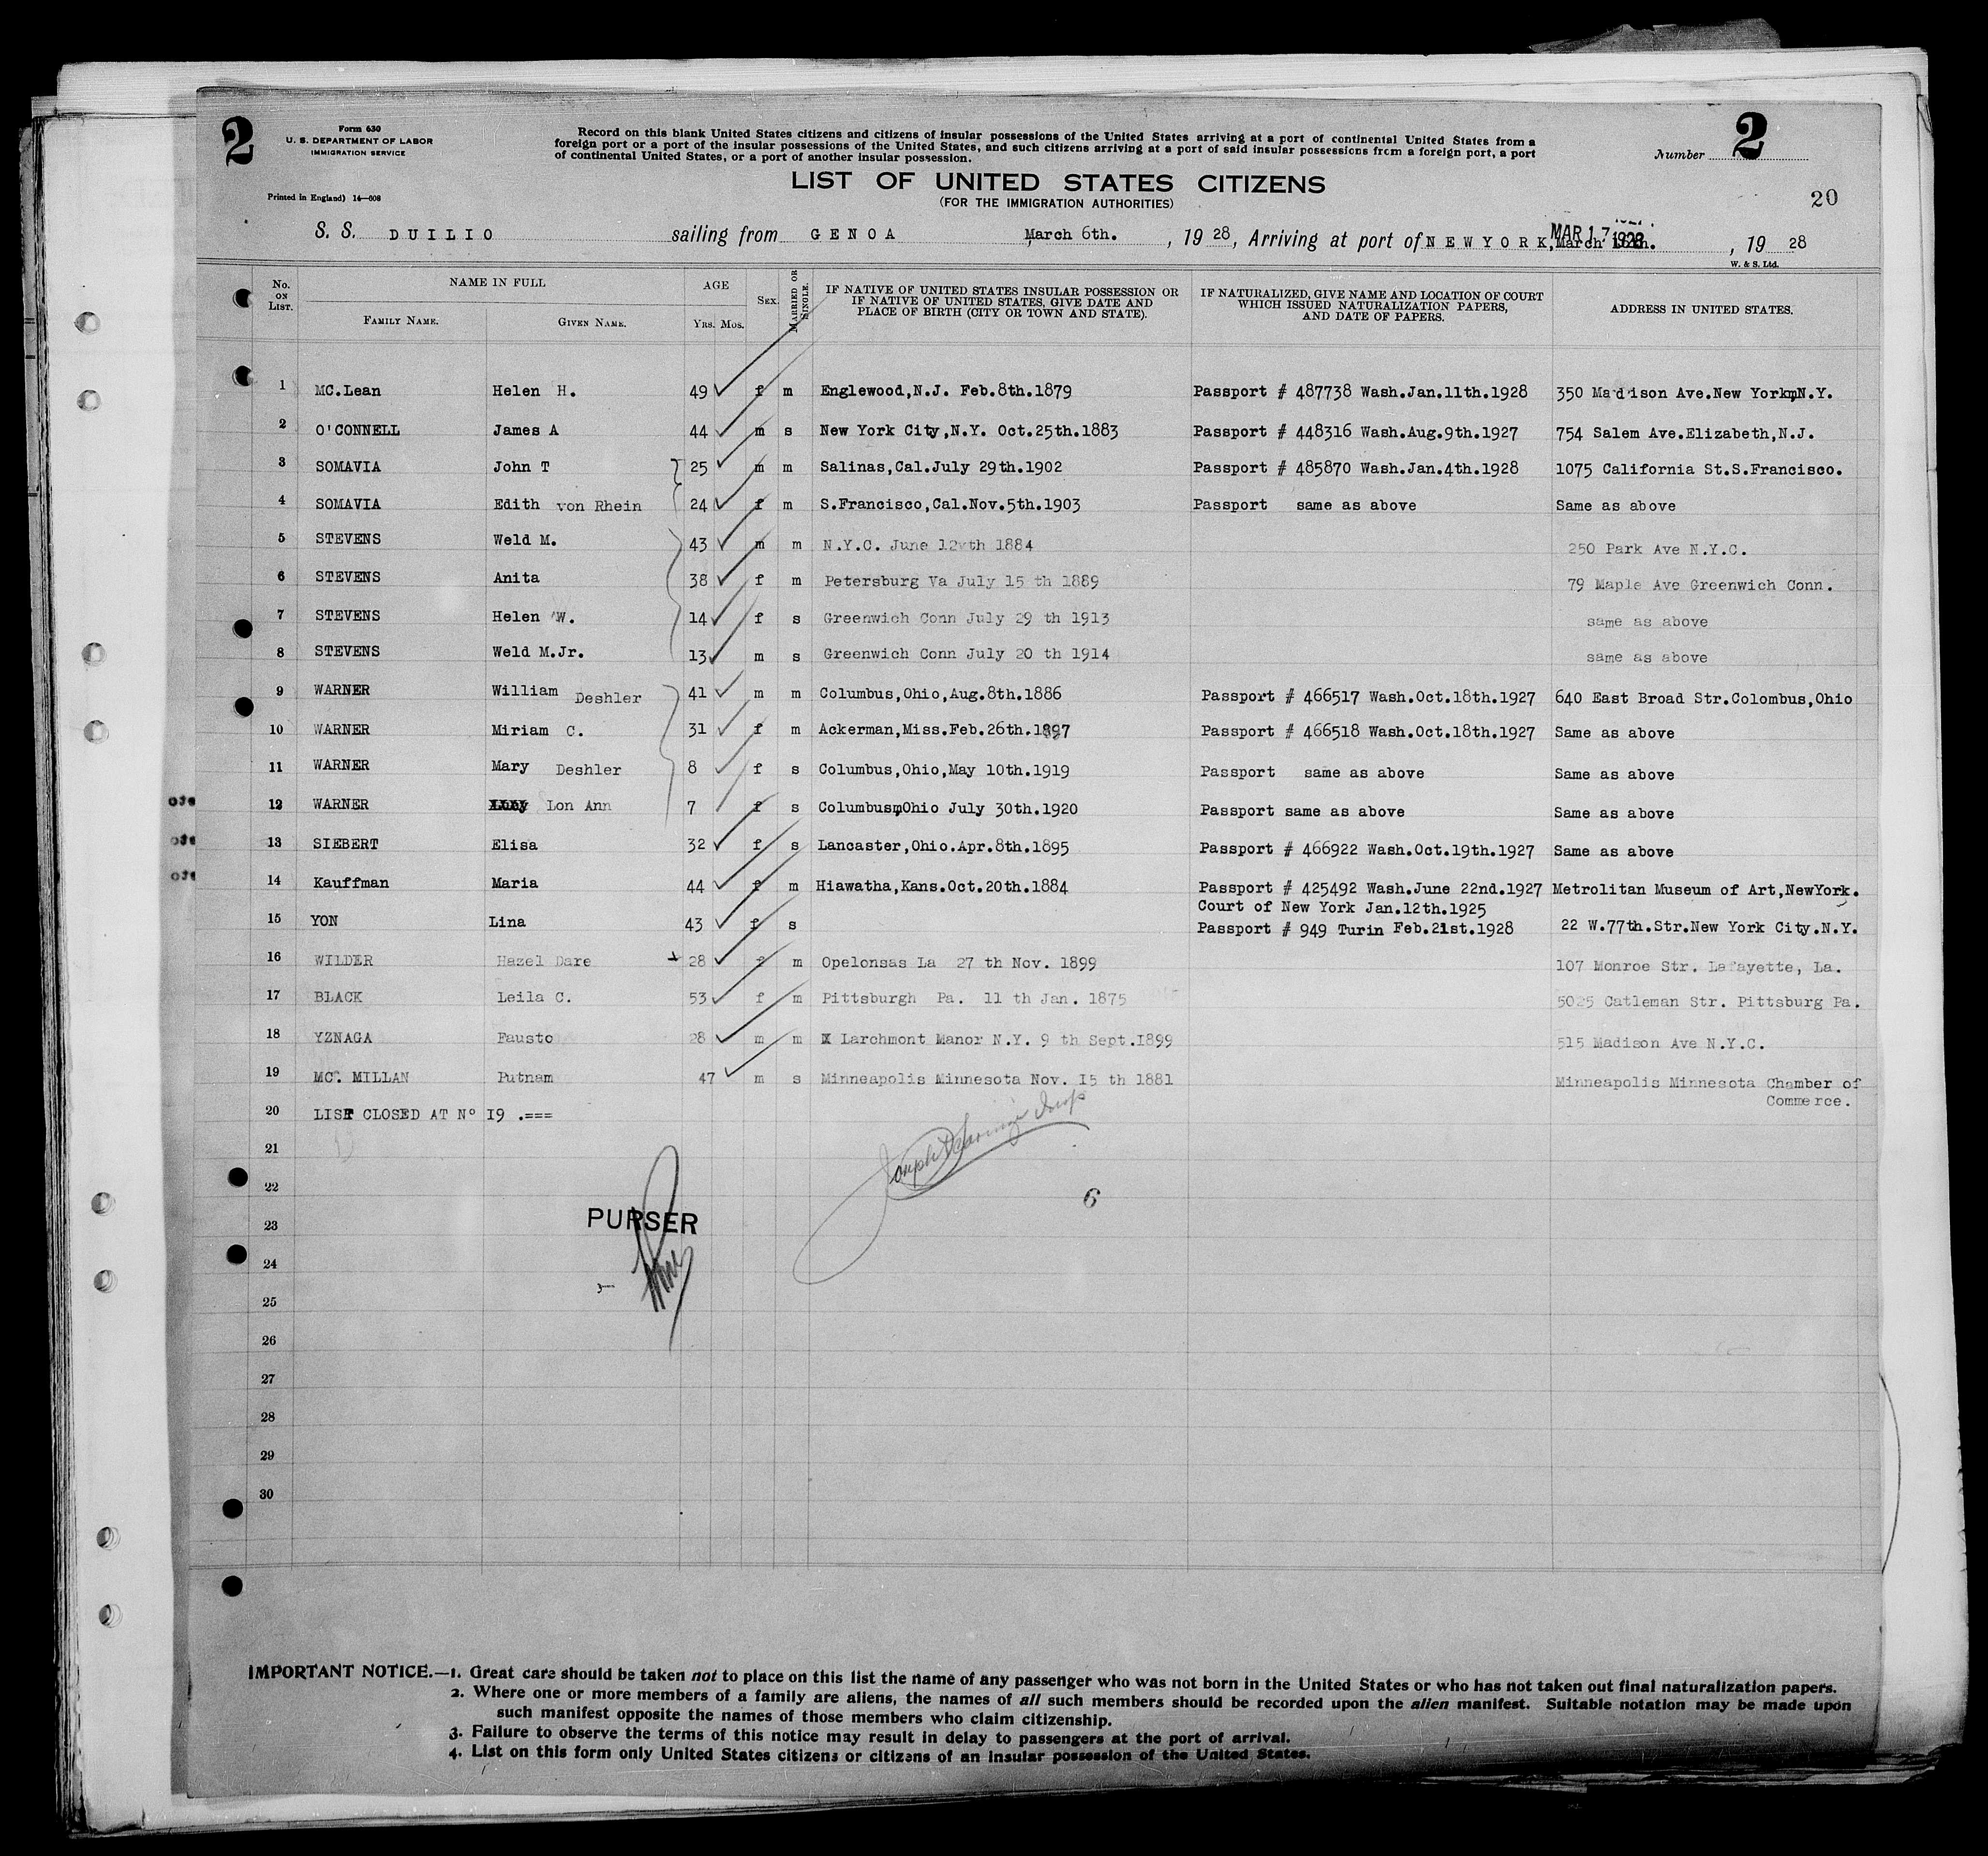 2
Form 630
U. S. DEPARTMENT OF LABOR
IMMIGRATION SERVICE
Printed in England) 14—608
Record on this blank United States citizens and citizens of insular possessions of the United States arriving at a port of continental United States from a
foreign port or a port of the insular possessions of the United States, and such citizens arriving at a port of said insular possessions from a foreign port, a port
of continental United States, or a port of another insular possession.
Number 2
LIST OF UNITED STATES CITIZENS
(FOR THE IMMIGRATION AUTHORITIES)
20
S. S. DUILIO sailing from GENOA March 6th. , 19 28, Arriving at port of NEWYORK, MAR 17 1928 March 16th. , 19 28
W. & S. Ltd.
No. ON LIST. NAME IN FULL FAMILY NAME. GIVEN NAME. AGE YRS. MOS. SEX. MARRIED OR SINGLE. IF NATIVE OF UNITED STATES INSULAR POSSESSION OR IF NATIVE OF UNITED STATES, GIVE DATE AND PLACE OF BIRTH (CITY OR TOWN AND STATE). IF NATURALIZED, GIVE NAME AND LOCATION OF COURT WHICH ISSUED NATURALIZATION PAPERS, AND DATE OF PAPERS. ADDRESS IN UNITED STATES.
1 MC.Lean Helen H. 49 f m Englewood,N.J. Feb.8th.1879 Passport # 487738 Wash.Jan.11th.1928 350 Madison Ave.New York,N.Y.
2 O'CONNELL James A 44 m s New York City,N.Y. Oct.25th.1883 Passport # 448316 Wash.Aug.9th.1927 754 Salem Ave.Elizabeth,N.J.
3 SOMAVIA John T 25 m m Salinas,Cal.July 29th.1902 Passport # 485870 Wash.Jan.4th.1928 1075 California St.S.Francisco.
4 SOMAVIA Edith von Rhein 24 f m S.Francisco,Cal.Nov.5th.1903 Passport same as above Same as above
5 STEVENS Weld M. 43 m m N.Y.C. June 12th 1884 250 Park Ave N.Y.C.
6 STEVENS Anita 38 f m Petersburg Va July 15 th 1889 79 Maple Ave Greenwich Conn.
7 STEVENS Helen W. 14 f s Greenwich Conn July 29 th 1913 same as above
8 STEVENS Weld M.Jr. 13 m s Greenwich Conn July 20 th 1914 same as above
9 WARNER William Deshler 41 m m Columbus,Ohio,Aug.8th.1886 Passport # 466517 Wash.Oct.18th.1927 640 East Broad Str.Colombus,Ohio
10 WARNER Miriam C. 31 f m Ackerman,Miss.Feb.26th.1897 Passport # 466518 Wash.Oct.18th.1927 Same as above
11 WARNER Mary Deshler 8 f s Columbus,Ohio,May 10th.1919 Passport same as above Same as above
12 WARNER Lon Ann 7 f s Columbus,Ohio July 30th.1920 Passport same as above Same as above
13 SIEBERT Elisa 32 f s Lancaster,Ohio.Apr.8th.1895 Passport # 466922 Wash.Oct.19th.1927 Same as above
14 Kauffman Maria 44 f m Hiawatha,Kans.Oct.20th.1884 Passport # 425492 Wash.June 22nd.1927 Metrolitan Museum of Art,NewYork.
Court of New York Jan.12th.1925
15 YON Lina 43 f s Passport # 949 Turin Feb.21st.1928 22 W.77th.Str.New York City.N.Y.
16 WILDER Hazel Dare 28 f m Opelonsas La 27 th Nov. 1899 107 Monroe Str. Lafayette, La.
17 BLACK Leila C. 53 f m Pittsburgh Pa. 11 th Jan. 1875 5025 Catleman Str. Pittsburg Pa.
18 YZNAGA Fausto 28 m m Larchmont Manor N.Y. 9 th Sept.1899 515 Madison Ave N.Y.C.
19 MC. MILLAN Putnam 47 m s Minneapolis Minnesota Nov. I5 th 1881 Minneapolis Minnesota Chamber of
Commerce.
20 LIST CLOSED AT Nº I9 .===
21
22
6
23 PURSER
24
25
26
27
28
29
30
IMPORTANT NOTICE.—1. Great care should be taken not to place on this list the name of any passenger who was not born in the United States or who has not taken out final naturalization papers.
2. Where one or more members of a family are aliens, the names of all such members should be recorded upon the alien manifest. Suitable notation may be made upon
such manifest opposite the names of those members who claim citizenship.
3. Failure to observe the terms of this notice may result in delay to passengers at the port of arrival.
4. List on this form only United States citizens or citizens of an insular possession of the United States.